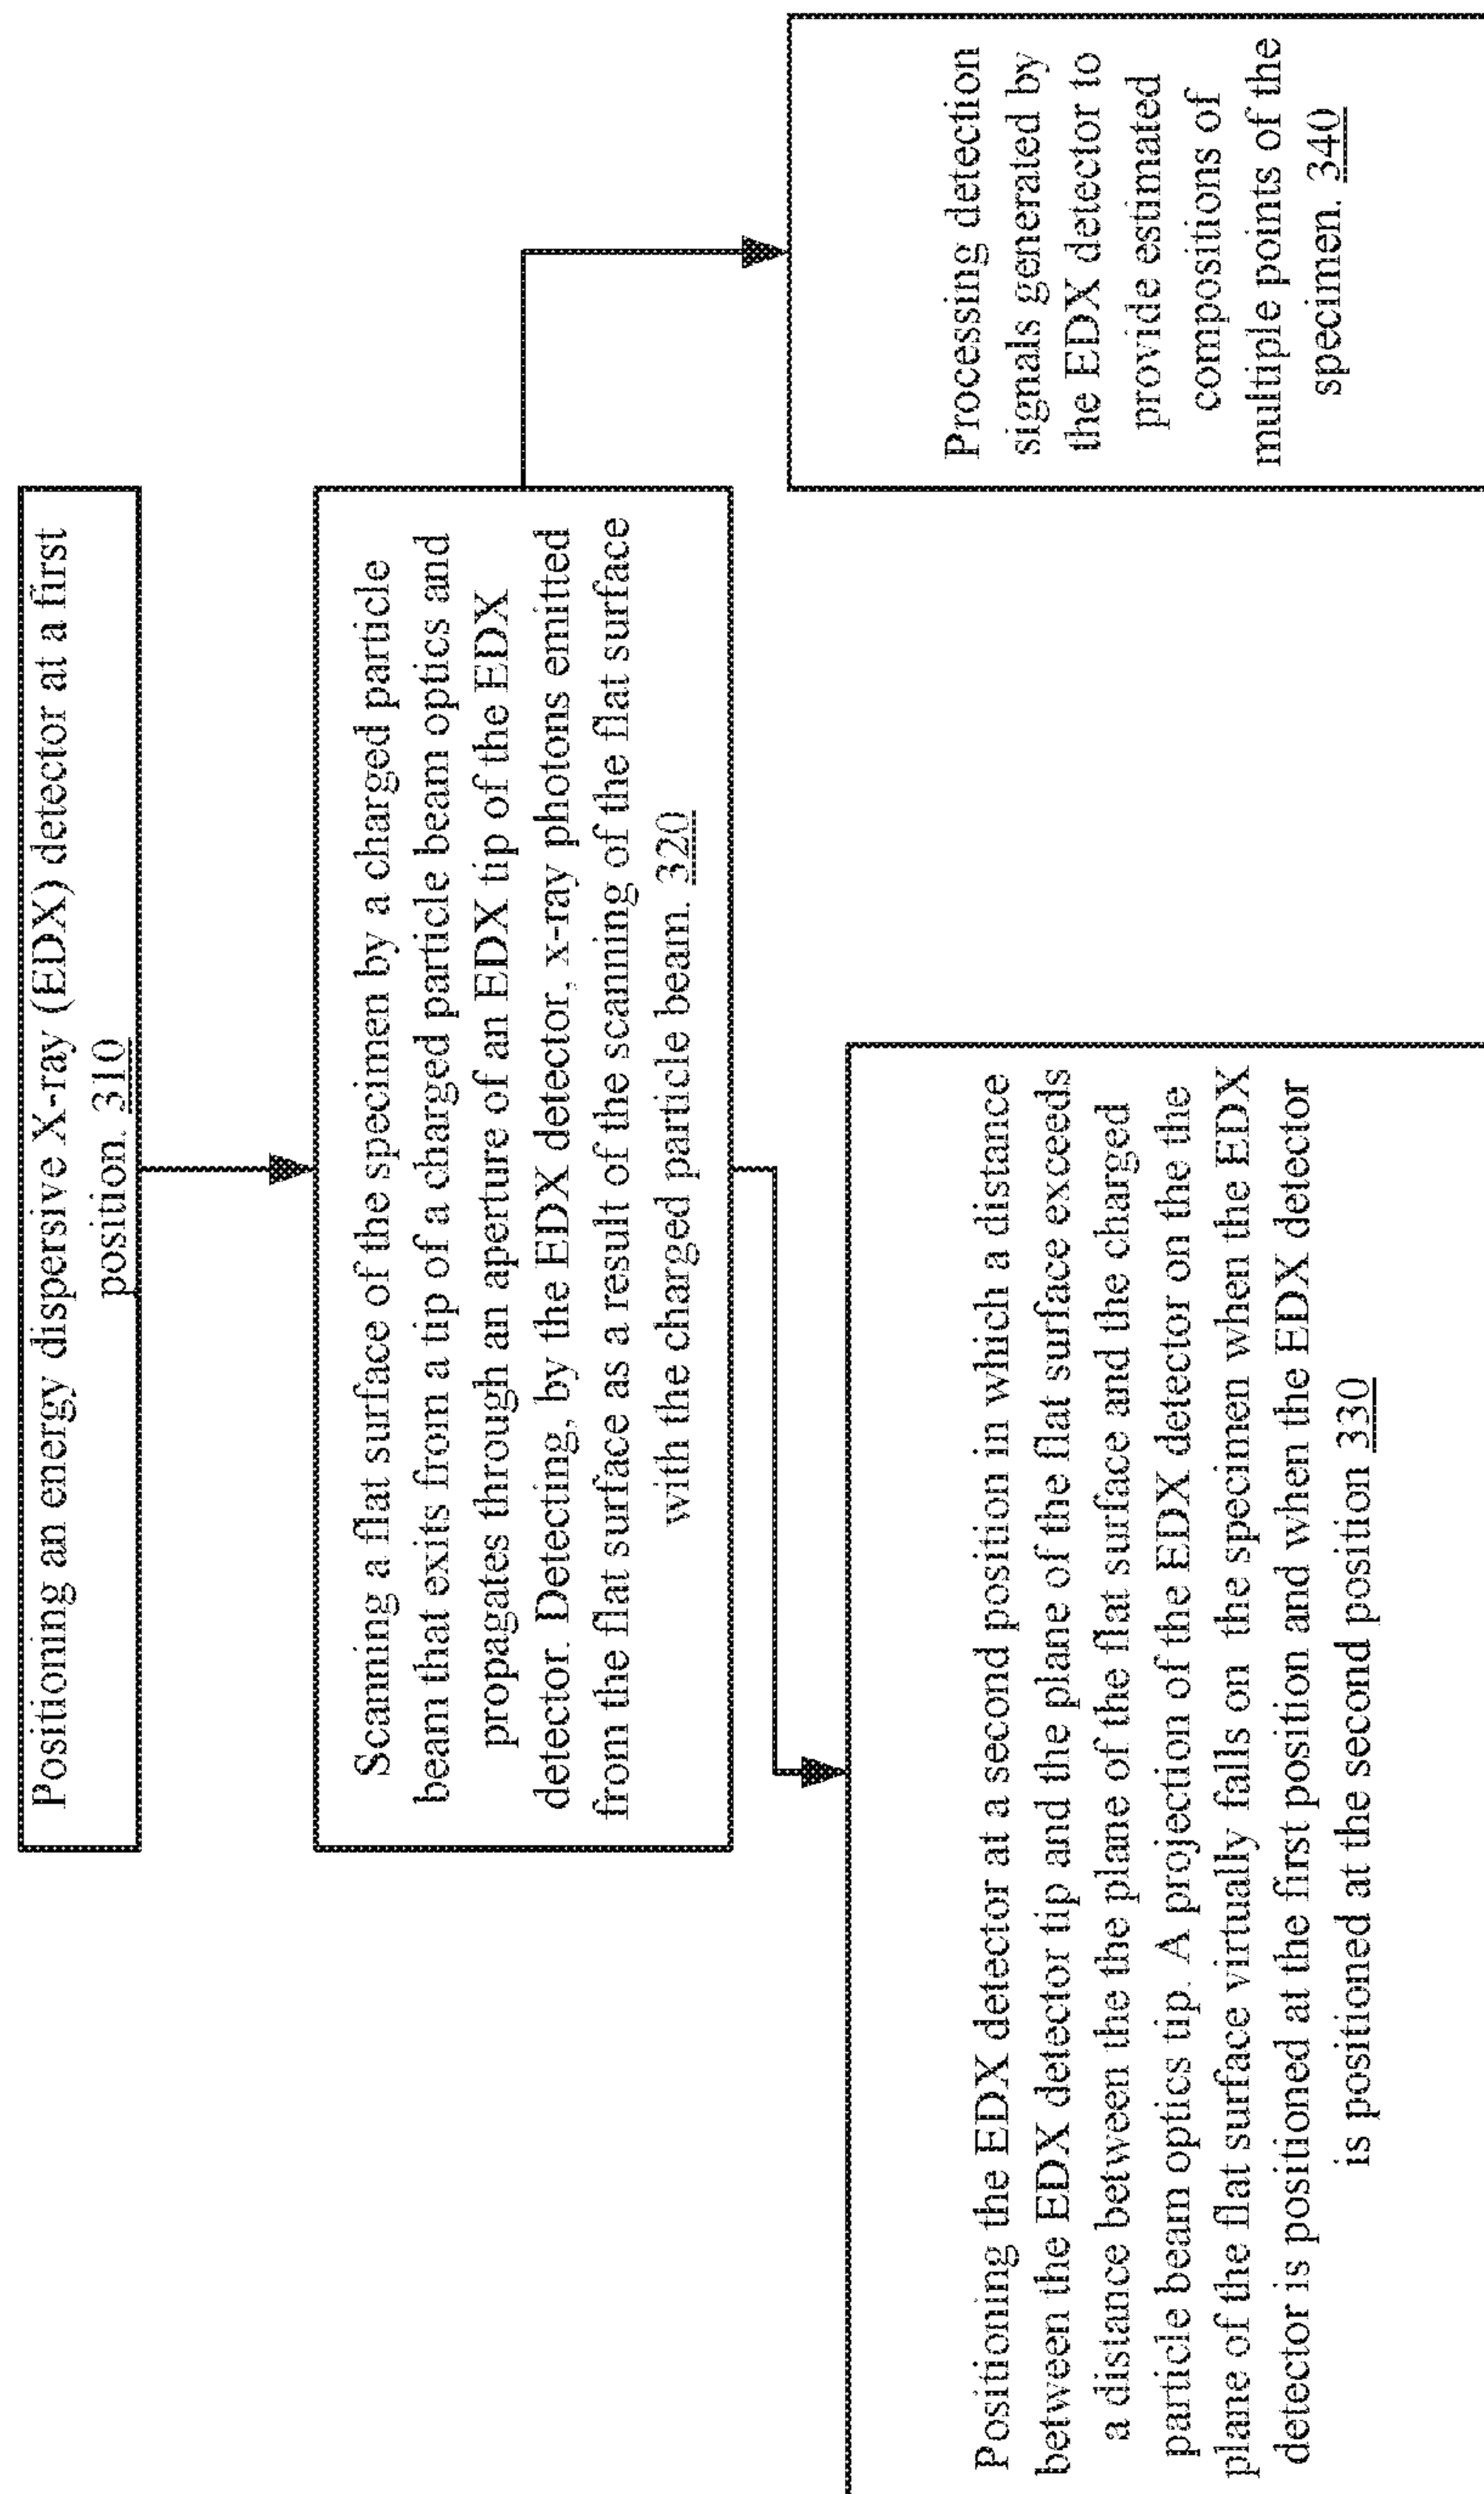 Positioning an energy dispersive X-ray (EDX) detector at a first
position. 310
Scanning a flat surface of the specimen by a charged particle
beam that exits from a tip of a charged particle beam optics and
propagates through an aperture of an EDX tip of the EDX
detector. Detecting, by the EDX detector, x-ray photons emitted
from the flat surface as a result of the scanning of the flat surface
with the charged particle beam. 320
Positioning the EDX detector at a second position in which a distance
between the EDX detector tip and the plane of the flat surface exceeds
a distance between the the plane of the flat surface and the charged
particle beam optics tip. A projection of the EDX detector on the the
plane of the flat surface virtually falls on the specimen when the EDX
detector is positioned at the first position and when the EDX detector
is positioned at the second position 330
Processing detection
signals generated by
the EDX detector to
provide estimated
compositions of
multiple points of the
specimen. 340